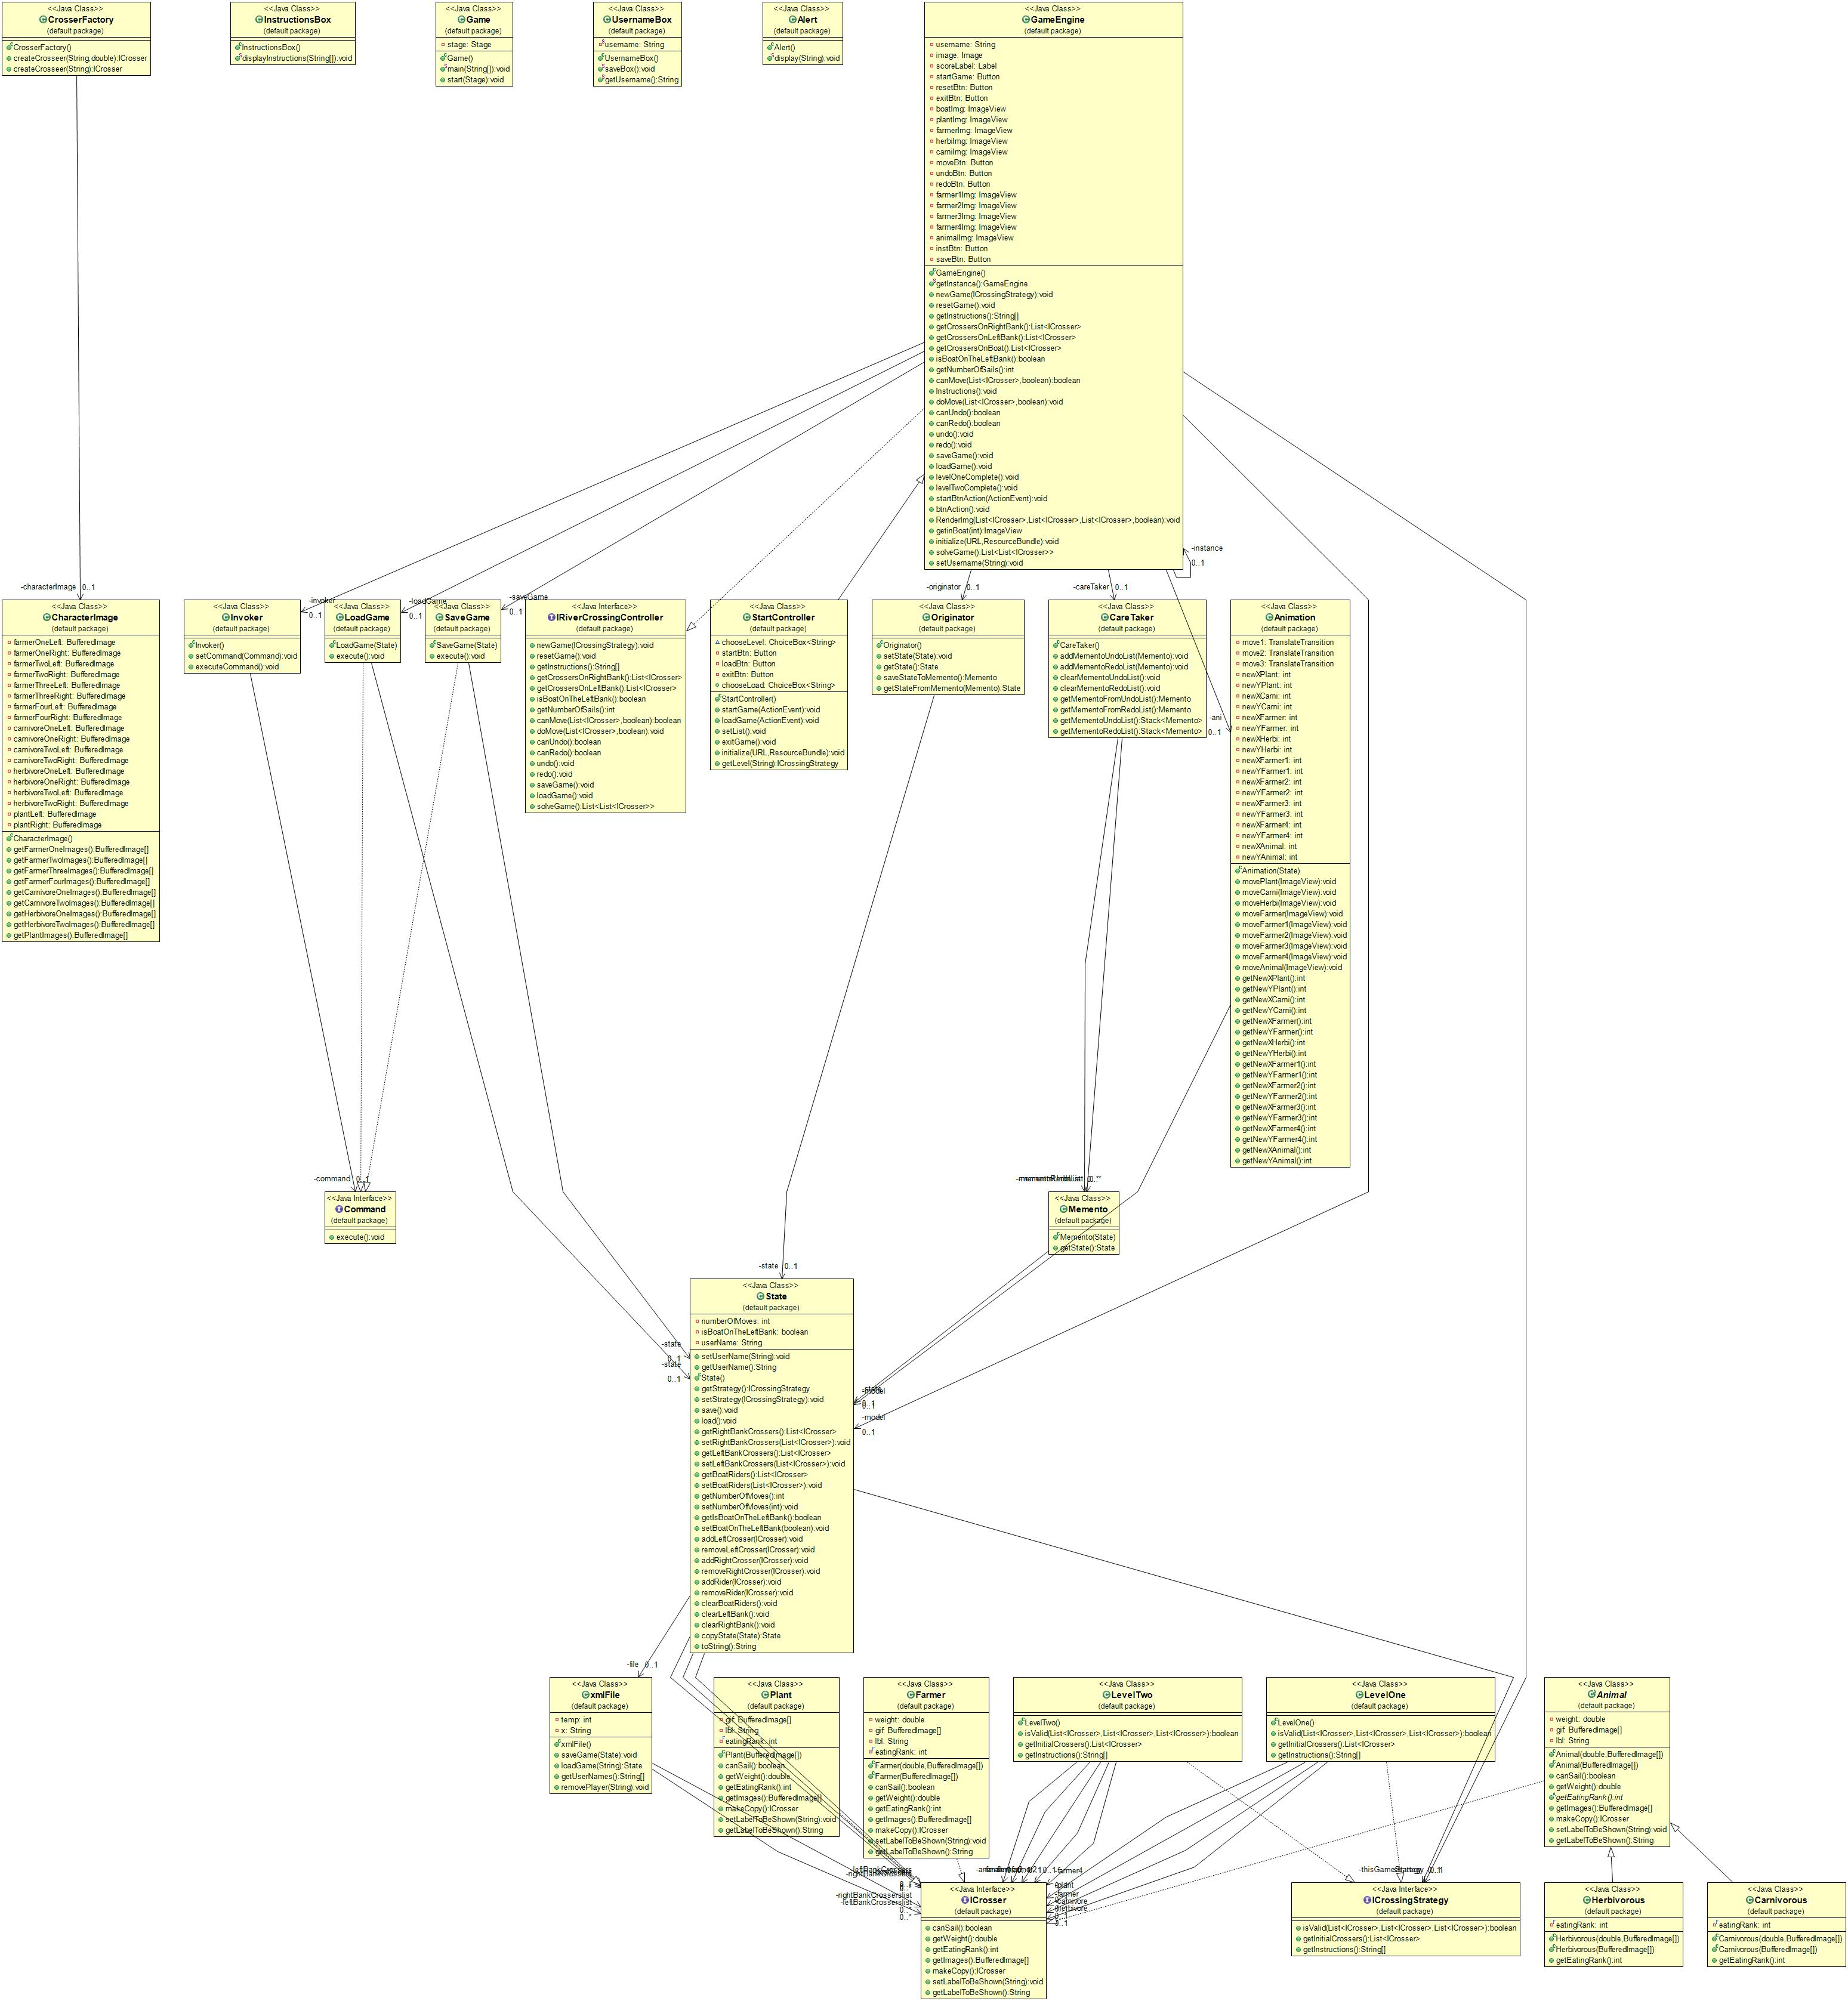 <<Java Class>>
CrosserFactory
(default package)
CrosserFactory()
createCrosseer(String,double):ICrosser
createCrosseer(String):ICrosser
<<Java Class>>
InstructionsBox
(default package)
InstructionsBox()
displayInstructions(String[]):void
<<Java Class>>
Game
(default package)
stage: Stage
Game()
main(String[]):void
start(Stage):void
<<Java Class>>
UsernameBox
(default package)
username: String
UsernameBox()
saveBox():void
getUsername():String
<<Java Class>>
Alert
(default package)
Alert()
display(String):void
<<Java Class>>
GameEngine
(default package)
username: String
image: Image
scoreLabel: Label
startGame: Button
resetBtn: Button
exitBtn: Button
boatImg: ImageView
plantImg: ImageView
farmerImg: ImageView
herbiImg: ImageView
carniImg: ImageView
moveBtn: Button
undoBtn: Button
redoBtn: Button
farmer1Img: ImageView
farmer2Img: ImageView
farmer3Img: ImageView
farmer4Img: ImageView
animalImg: ImageView
instBtn: Button
saveBtn: Button
GameEngine()
getInstance():GameEngine
newGame(ICrossingStrategy):void
resetGame():void
getInstructions():String[]
getCrossersOnRightBank():List<ICrosser>
getCrossersOnLeftBank():List<ICrosser>
getCrossersOnBoat():List<ICrosser>
isBoatOnTheLeftBank():boolean
getNumberOfSails():int
canMove(List<ICrosser>,boolean):boolean
Instructions():void
doMove(List<ICrosser>,boolean):void
canUndo():boolean
canRedo():boolean
undo():void
redo():void
saveGame():void
loadGame():void
levelOneComplete():void
levelTwoComplete():void
startBtnAction(ActionEvent):void
btnAction():void
RenderImg(List<ICrosser>,List<ICrosser>,List<ICrosser>,boolean):void
getinBoat(int):ImageView
initialize(URL,ResourceBundle):void
solveGame():List<List<ICrosser>>
setUsername(String):void
-instance
0..1
-characterImage 0..1
-invoker
0..1
-loadGame
0..1
-saveGame
0..1
-originator 0..1
-careTaker 0..1
-ani
0..1
<<Java Class>>
CharacterImage
(default package)
farmerOneLeft: BufferedImage
farmerOneRight: BufferedImage
farmerTwoLeft: BufferedImage
farmerTwoRight: BufferedImage
farmerThreeLeft: BufferedImage
farmerThreeRight: BufferedImage
farmerFourLeft: BufferedImage
farmerFourRight: BufferedImage
carnivoreOneLeft: BufferedImage
carnivoreOneRight: BufferedImage
carnivoreTwoLeft: BufferedImage
carnivoreTwoRight: BufferedImage
herbivoreOneLeft: BufferedImage
herbivoreOneRight: BufferedImage
herbivoreTwoLeft: BufferedImage
herbivoreTwoRight: BufferedImage
plantLeft: BufferedImage
plantRight: BufferedImage
CharacterImage()
getFarmerOneImages():BufferedImage[]
getFarmerTwoImages():BufferedImage[]
getFarmerThreeImages():BufferedImage[]
getFarmerFourImages():BufferedImage[]
getCarnivoreOneImages():BufferedImage[]
getCarnivoreTwoImages():BufferedImage[]
getHerbivoreOneImages():BufferedImage[]
getHerbivoreTwoImages():BufferedImage[]
getPlantImages():BufferedImage[]
<<Java Class>>
Invoker
(default package)
Invoker()
setCommand(Command):void
executeCommand():void
<<Java Class>>
LoadGame
(default package)
LoadGame(State)
execute():void
<<Java Class>>
SaveGame
(default package)
SaveGame(State)
execute():void
<<Java Interface>>
IRiverCrossingController
(default package)
newGame(ICrossingStrategy):void
resetGame():void
getInstructions():String[]
getCrossersOnRightBank():List<ICrosser>
getCrossersOnLeftBank():List<ICrosser>
isBoatOnTheLeftBank():boolean
getNumberOfSails():int
canMove(List<ICrosser>,boolean):boolean
doMove(List<ICrosser>,boolean):void
canUndo():boolean
canRedo():boolean
undo():void
redo():void
saveGame():void
loadGame():void
solveGame():List<List<ICrosser>>
<<Java Class>>
StartController
(default package)
chooseLevel: ChoiceBox<String>
startBtn: Button
loadBtn: Button
exitBtn: Button
chooseLoad: ChoiceBox<String>
StartController()
startGame(ActionEvent):void
loadGame(ActionEvent):void
setList():void
exitGame():void
initialize(URL,ResourceBundle):void
getLevel(String):ICrossingStrategy
<<Java Class>>
Originator
(default package)
Originator()
setState(State):void
getState():State
saveStateToMemento():Memento
getStateFromMemento(Memento):State
<<Java Class>>
CareTaker
(default package)
CareTaker()
addMementoUndoList(Memento):void
addMementoRedoList(Memento):void
clearMementoUndoList():void
clearMementoRedoList():void
getMementoFromUndoList():Memento
getMementoFromRedoList():Memento
getMementoUndoList():Stack<Memento>
getMementoRedoList():Stack<Memento>
<<Java Class>>
Animation
(default package)
move1: TranslateTransition
move2: TranslateTransition
move3: TranslateTransition
newXPlant: int
newYPlant: int
newXCarni: int
newYCarni: int
newXFarmer: int
newYFarmer: int
newXHerbi: int
newYHerbi: int
newXFarmer1: int
newYFarmer1: int
newXFarmer2: int
newYFarmer2: int
newXFarmer3: int
newYFarmer3: int
newXFarmer4: int
newYFarmer4: int
newXAnimal: int
newYAnimal: int
Animation(State)
movePlant(ImageView):void
moveCarni(ImageView):void
moveHerbi(ImageView):void
moveFarmer(ImageView):void
moveFarmer1(ImageView):void
moveFarmer2(ImageView):void
moveFarmer3(ImageView):void
moveFarmer4(ImageView):void
moveAnimal(ImageView):void
getNewXPlant():int
getNewYPlant():int
getNewXCarni():int
getNewYCarni():int
getNewXFarmer():int
getNewYFarmer():int
getNewXHerbi():int
getNewYHerbi():int
getNewXFarmer1():int
getNewYFarmer1():int
getNewXFarmer2():int
getNewYFarmer2():int
getNewXFarmer3():int
getNewYFarmer3():int
getNewXFarmer4():int
getNewYFarmer4():int
getNewXAnimal():int
getNewYAnimal():int
-command 0..1
<<Java Interface>>
Command
(default package)
execute():void
<<Java Class>>
Memento
(default package)
Memento(State)
getState():State
-state 0..1
<<Java Class>>
State
(default package)
numberOfMoves: int
isBoatOnTheLeftBank: boolean
userName: String
setUserName(String):void
getUserName():String
State()
getStrategy():ICrossingStrategy
setStrategy(ICrossingStrategy):void
save():void
load():void
getRightBankCrossers():List<ICrosser>
setRightBankCrossers(List<ICrosser>):void
getLeftBankCrossers():List<ICrosser>
setLeftBankCrossers(List<ICrosser>):void
getBoatRiders():List<ICrosser>
setBoatRiders(List<ICrosser>):void
getNumberOfMoves():int
setNumberOfMoves(int):void
getIsBoatOnTheLeftBank():boolean
setBoatOnTheLeftBank(boolean):void
addLeftCrosser(ICrosser):void
removeLeftCrosser(ICrosser):void
addRightCrosser(ICrosser):void
removeRightCrosser(ICrosser):void
addRider(ICrosser):void
removeRider(ICrosser):void
clearBoatRiders():void
clearLeftBank():void
clearRightBank():void
copyState(State):State
toString():String
-state
0..1
-state
0..1
-model
0..1
-file 0..1
<<Java Class>>
xmlFile
(default package)
temp: int
x: String
xmlFile()
saveGame(State):void
loadGame(String):State
getUserNames():String[]
removePlayer(String):void
<<Java Class>>
Plant
(default package)
gif: BufferedImage[]
lbl: String
eatingRank: int
Plant(BufferedImage[])
canSail():boolean
getWeight():double
getEatingRank():int
getImages():BufferedImage[]
makeCopy():ICrosser
setLabelToBeShown(String):void
getLabelToBeShown():String
<<Java Class>>
Farmer
(default package)
weight: double
gif: BufferedImage[]
lbl: String
eatingRank: int
Farmer(double,BufferedImage[])
Farmer(BufferedImage[])
canSail():boolean
getWeight():double
getEatingRank():int
getImages():BufferedImage[]
makeCopy():ICrosser
setLabelToBeShown(String):void
getLabelToBeShown():String
<<Java Class>>
LevelTwo
(default package)
LevelTwo()
isValid(List<ICrosser>,List<ICrosser>,List<ICrosser>):boolean
getInitialCrossers():List<ICrosser>
getInstructions():String[]
<<Java Class>>
LevelOne
(default package)
LevelOne()
isValid(List<ICrosser>,List<ICrosser>,List<ICrosser>):boolean
getInitialCrossers():List<ICrosser>
getInstructions():String[]
<<Java Class>>
Animal
(default package)
weight: double
gif: BufferedImage[]
lbl: String
Animal(double,BufferedImage[])
Animal(BufferedImage[])
canSail():boolean
getWeight():double
getEatingRank():int
getImages():BufferedImage[]
makeCopy():ICrosser
setLabelToBeShown(String):void
getLabelToBeShown():String
-rightBankCrosserslist
-leftBankCrosserslist
0..*
-farmer4
-farmer
0..1
<<Java Interface>>
ICrosser
(default package)
canSail():boolean
getWeight():double
getEatingRank():int
getImages():BufferedImage[]
makeCopy():ICrosser
setLabelToBeShown(String):void
getLabelToBeShown():String
0..1
<<Java Interface>>
ICrossingStrategy
(default package)
isValid(List<ICrosser>,List<ICrosser>,List<ICrosser>):boolean
getInitialCrossers():List<ICrosser>
getInstructions():String[]
<<Java Class>>
Herbivorous
(default package)
eatingRank: int
Herbivorous(double,BufferedImage[])
Herbivorous(BufferedImage[])
getEatingRank():int
<<Java Class>>
Carnivorous
(default package)
eatingRank: int
Carnivorous(double,BufferedImage[])
Carnivorous(BufferedImage[])
getEatingRank():int